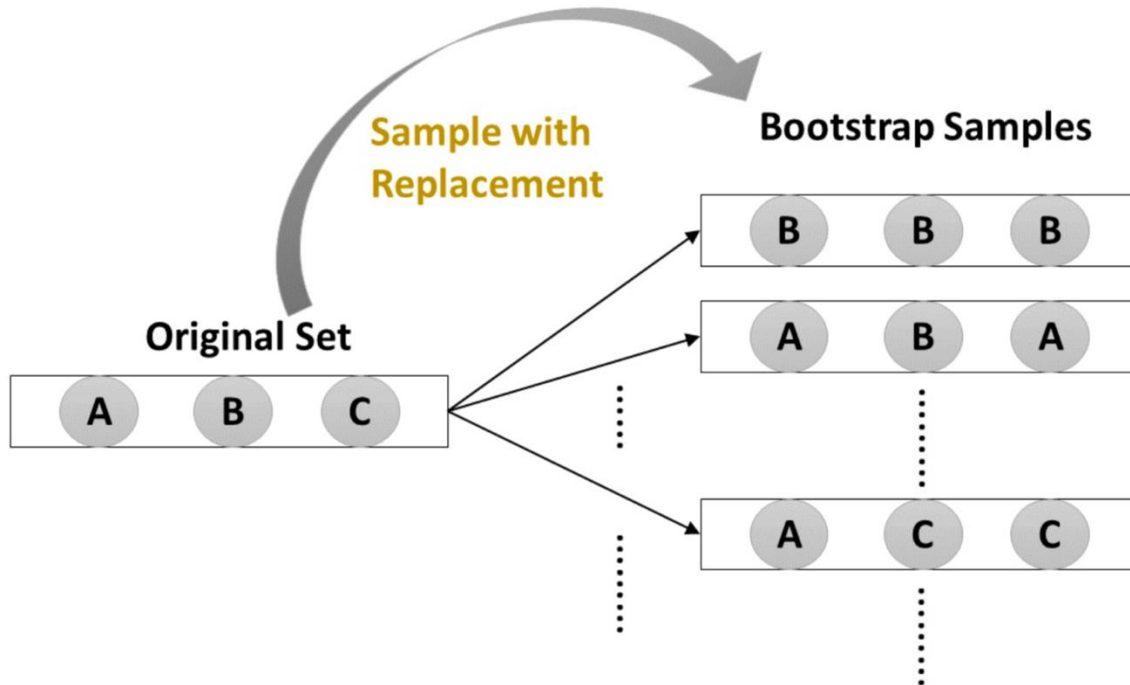 Sample with
Replacement
Bootstrap Samples
B B B
Original Set
A B A
A B C
A C C